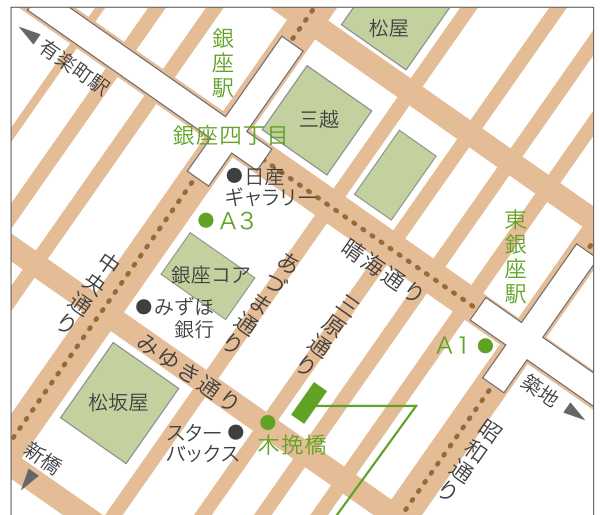 松屋
有楽町駅
銀座駅
三越
銀座四丁目
日産
ギャラリー
A3
東銀座駅
晴海通り
中央通り
銀座コア
あづま通り
三原通り
みずほ
銀行
みゆき通り
A1
築地
松坂屋
スター
バックス
木挽橋
昭和通り
新橋